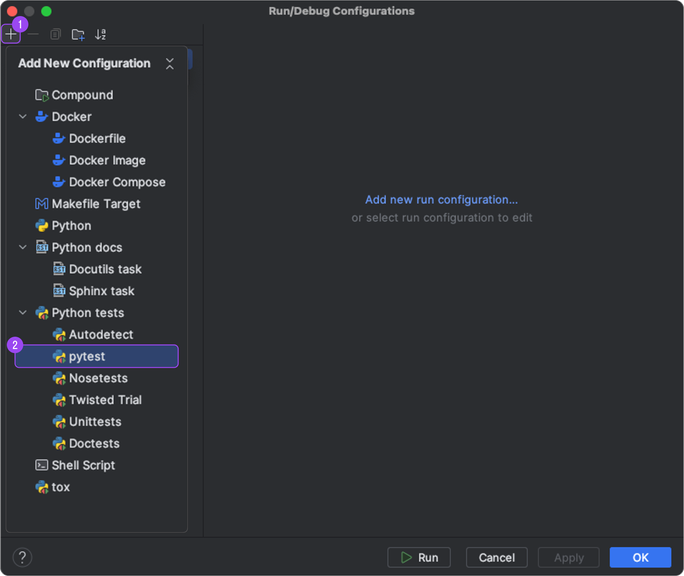 Run/Debug Configurations
1
Add New Configuration
Compound
Docker
Dockerfile
Docker Image
Docker Compose
Makefile Target
Python
Python docs
Docutils task
Sphinx task
Python tests
Autodetect
2
pytest
Nosetests
Twisted Trial
Unittests
Doctests
Shell Script
tox
Add new run configuration...
or select run configuration to edit
?
Run
Cancel
Apply
OK